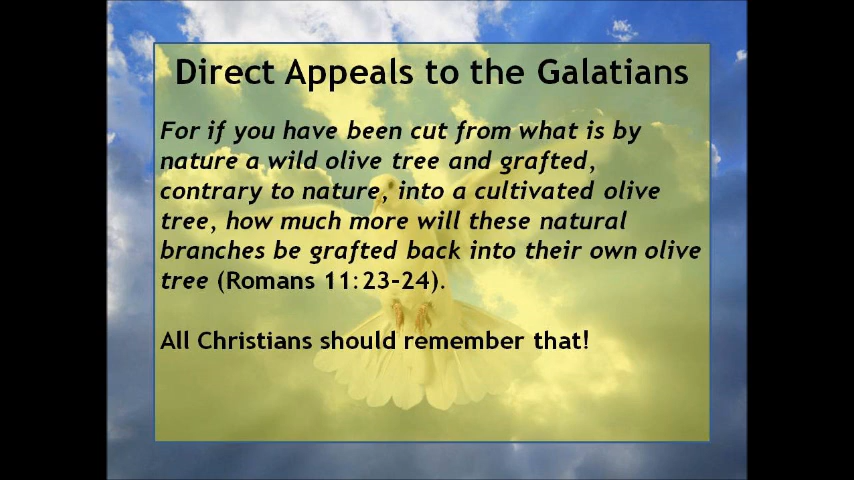 Direct Appeals to the Galatians
For if you have been cut from what is by
nature a wild olive tree and grafted,
contrary to nature, into a cultivated olive
tree, how much more will these natural
branches be grafted back into their own olive
tree (Romans 11:23-24).
All Christians should remember that!